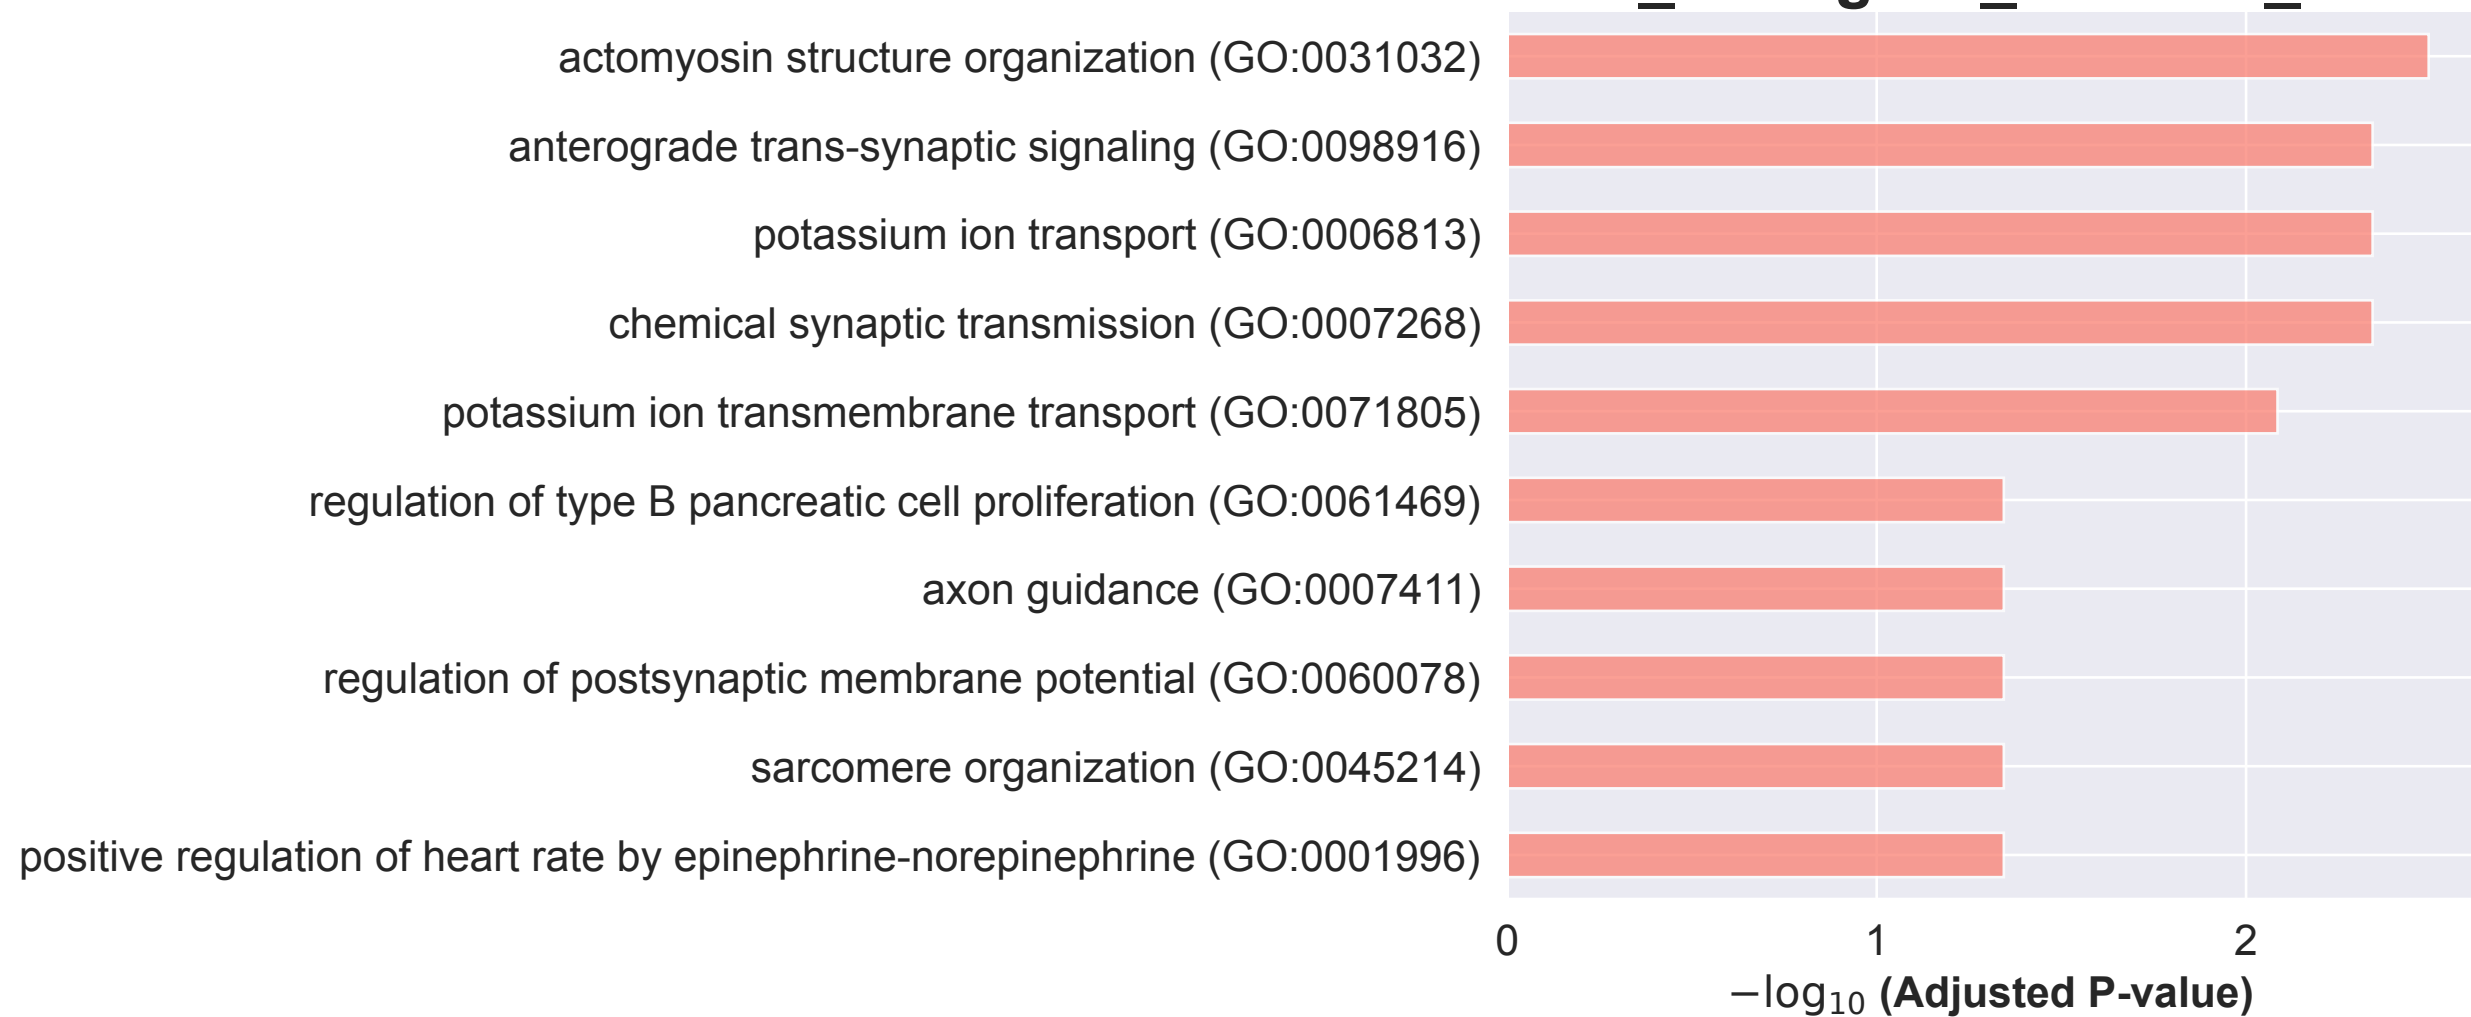 actomyosin structure organization (GO:0031032)
anterograde trans-synaptic signaling (GO:0098916)
potassium ion transport (GO:0006813)
chemical synaptic transmission (GO:0007268)
potassium ion transmembrane transport (GO:0071805)
regulation of type B pancreatic cell proliferation (GO:0061469)
axon guidance (GO:0007411)
regulation of postsynaptic membrane potential (GO:0060078)
sarcomere organization (GO:0045214)
positive regulation of heart rate by epinephrine-norepinephrine (GO:0001996)
0 1 2
−log₁₀ (Adjusted P-value)